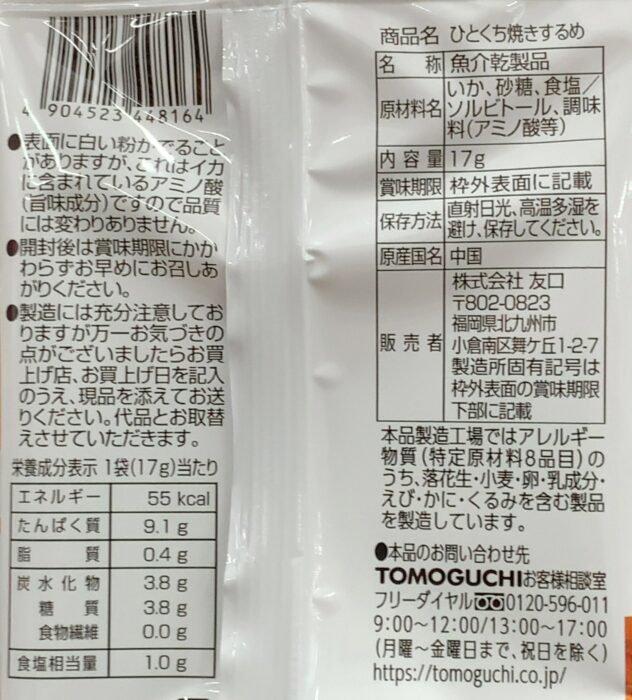 4 904523 448164
●表面に白い粉がでること
がありますが、これはイカ
に含まれているアミノ酸
(旨味成分)ですので品質
には変わりありません。
●開封後は賞味期限にかか
わらずお早めにお召しあ
がりください。
●製造には充分注意してお
りますが万一お気づきの
点がございましたらお買
上げ店、お買上げ日を記入
のうえ、現品を添えてお送
りください。代品とお取替
えさせていただきます。
栄養成分表示 1袋(17g)当たり
エネルギー 55 kcal
たんぱく質 9.1 g
脂質 0.4 g
炭水化物 3.8 g
糖質 3.8 g
食物繊維 0.0 g
食塩相当量 1.0 g
商品名 ひとくち焼きするめ
名称 魚介乾製品
原材料名 いか、砂糖、食塩/
ソルビトール、調味
料(アミノ酸等)
内容量 17g
賞味期限 枠外表面に記載
保存方法 直射日光、高温多湿を
避け、保存してください。
原産国名 中国
販売者 株式会社 友口
〒802-0823
福岡県北九州市
小倉南区舞ケ丘1-2-7
製造所固有記号は
枠外表面の賞味期限
下部に記載
本品製造工場ではアレルギー
物質(特定原材料8品目)の
うち、落花生・小麦・卵・乳成分・
えび・かに・くるみを含む製品
を製造しています。
●本品のお問い合わせ先
TOMOGUCHIお客様相談室
フリーダイヤル0120-596-011
9:00〜12:00/13:00〜17:00
(月曜〜金曜日まで、祝日を除く)
https://tomoguchi.co.jp/